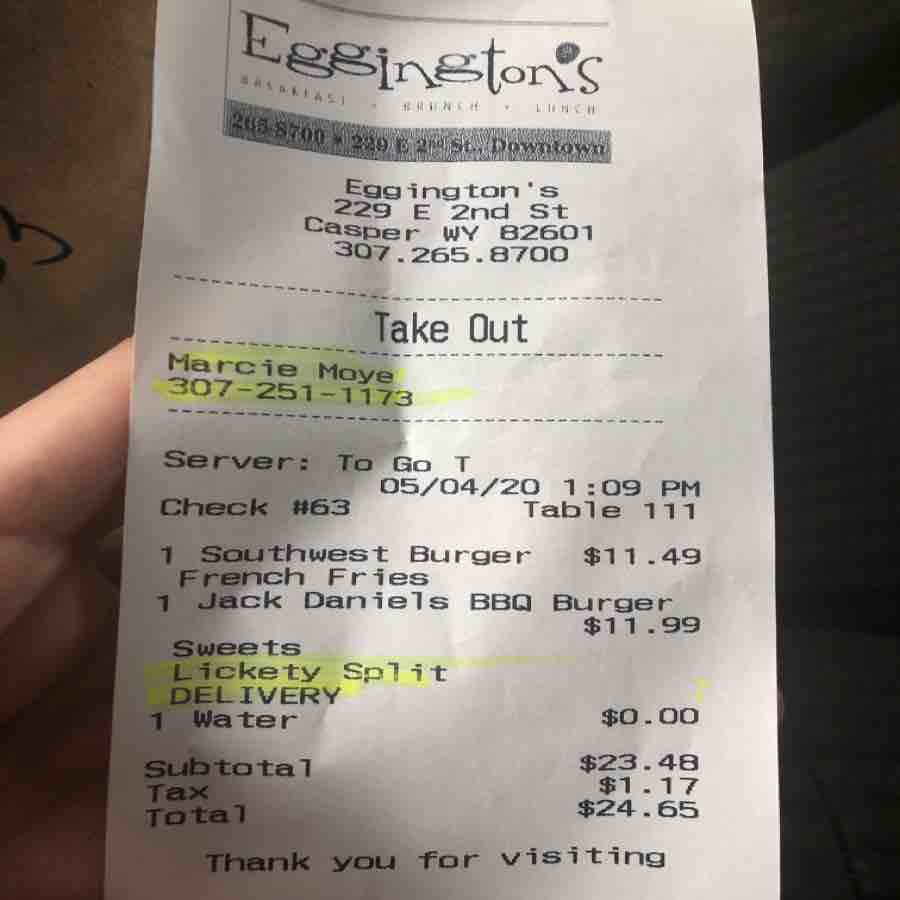 Eggington's
BREAKFAST • BRUNCH • LUNCH
265-8700 • 229 E 2nd St., Downtown
Eggington's
229 E 2nd St
Casper WY 82601
307.265.8700
Take Out
Marcie Moye
307-251-1173
Server: To Go T
05/04/20 1:09 PM
Check #63 Table 111
1 Southwest Burger $11.49
French Fries
1 Jack Daniels BBQ Burger
$11.99
Sweets
Lickety Split
DELIVERY
1 Water $0.00
Subtotal $23.48
Tax $1.17
Total $24.65
Thank you for visiting